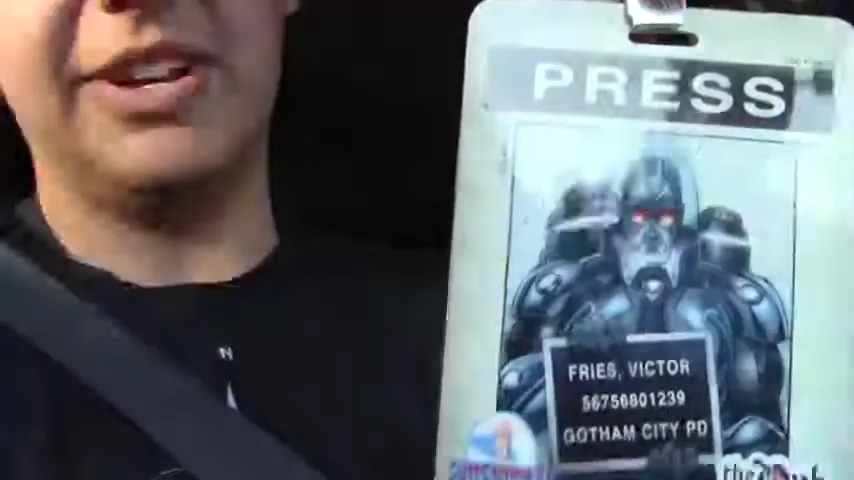 PRESS
FRIES, VICTOR
56756801239
GOTHAM CITY PD
N